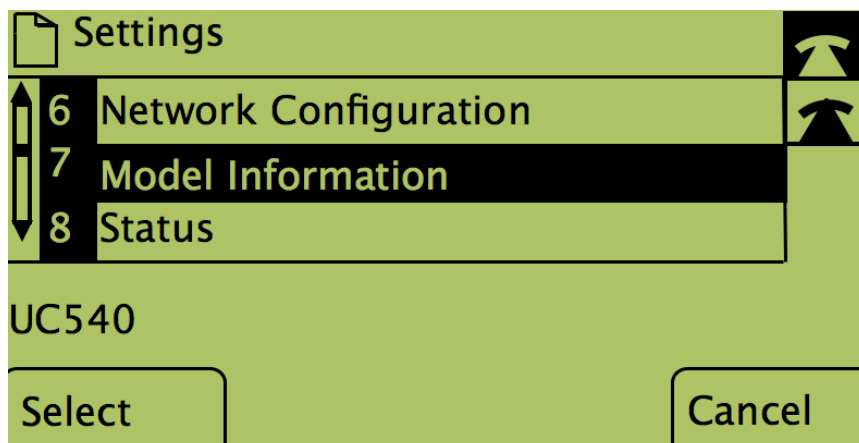 Settings
6 Network Configuration
7 Model Information
8 Status
UC540
Select Cancel